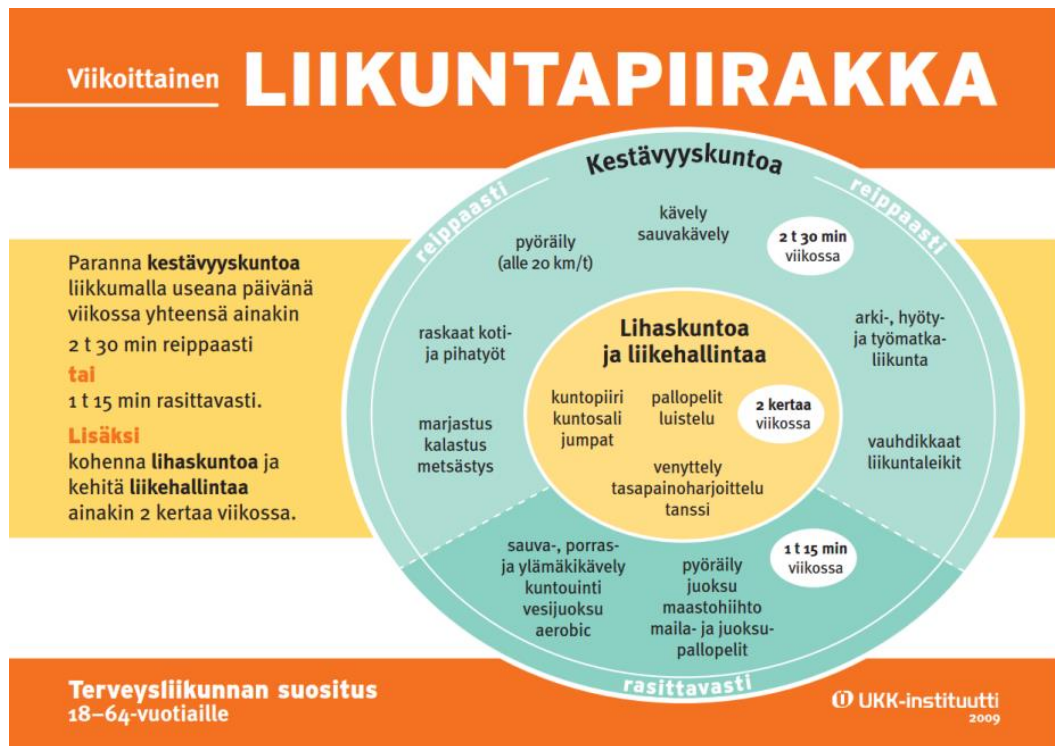 Viikoittainen LIIKUNTAPIIRAKKA
Paranna kestävyyskuntoa
liikkumalla useana päivänä
viikossa yhteensä ainakin
2 t 30 min reippaasti
tai
1 t 15 min rasittavasti.
Lisäksi
kohenna lihaskuntoa ja
kehitä liikehallintaa
ainakin 2 kertaa viikossa.
Kestävyyskuntoa
reippaasti
reippaasti
kävely
sauvakävely
2 t 30 min
viikossa
pyöräily
(alle 20 km/t)
raskaat koti-
ja pihatyöt
arki-, hyöty-
ja työmatka-
liikunta
marjastus
kalastus
metsästys
vauhdikkaat
liikuntaleikit
Lihaskuntoa
ja liikehallintaa
kuntopiiri
kuntosali
jumpat
pallopelit
luistelu
2 kertaa
viikossa
venyttely
tasapainoharjoittelu
tanssi
sauva-, porras-
ja ylämäkikävely
kuntouinti
vesijuoksu
aerobic
pyöräily
juoksu
maastohiihto
maila- ja juoksu-
pallopelit
1 t 15 min
viikossa
rasittavasti
Terveysliikunnan suositus
18–64-vuotiaille
UKK-instituutti
2009